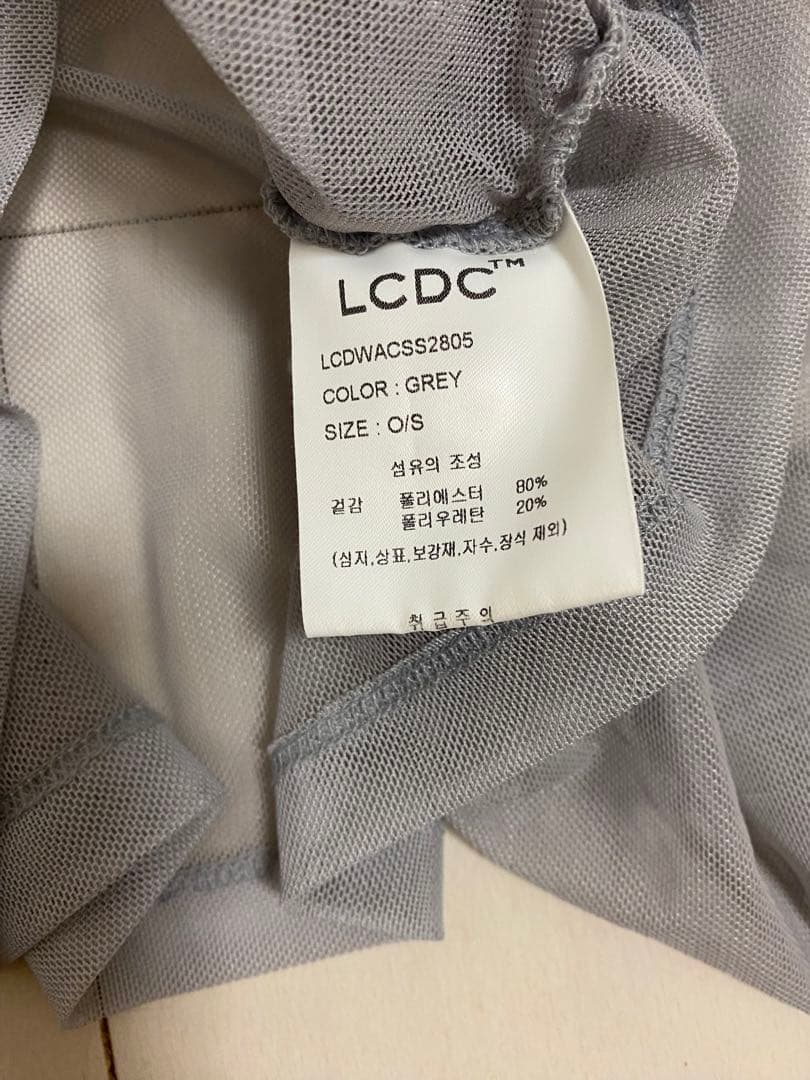 LCDC™
LCDWACSS2805
COLOR : GREY
SIZE : O/S
섬유의 조성
겉감 폴리에스터 80%
폴리우레탄 20%
(심지,상표,보강재,자수,장식 제외)
취급주의